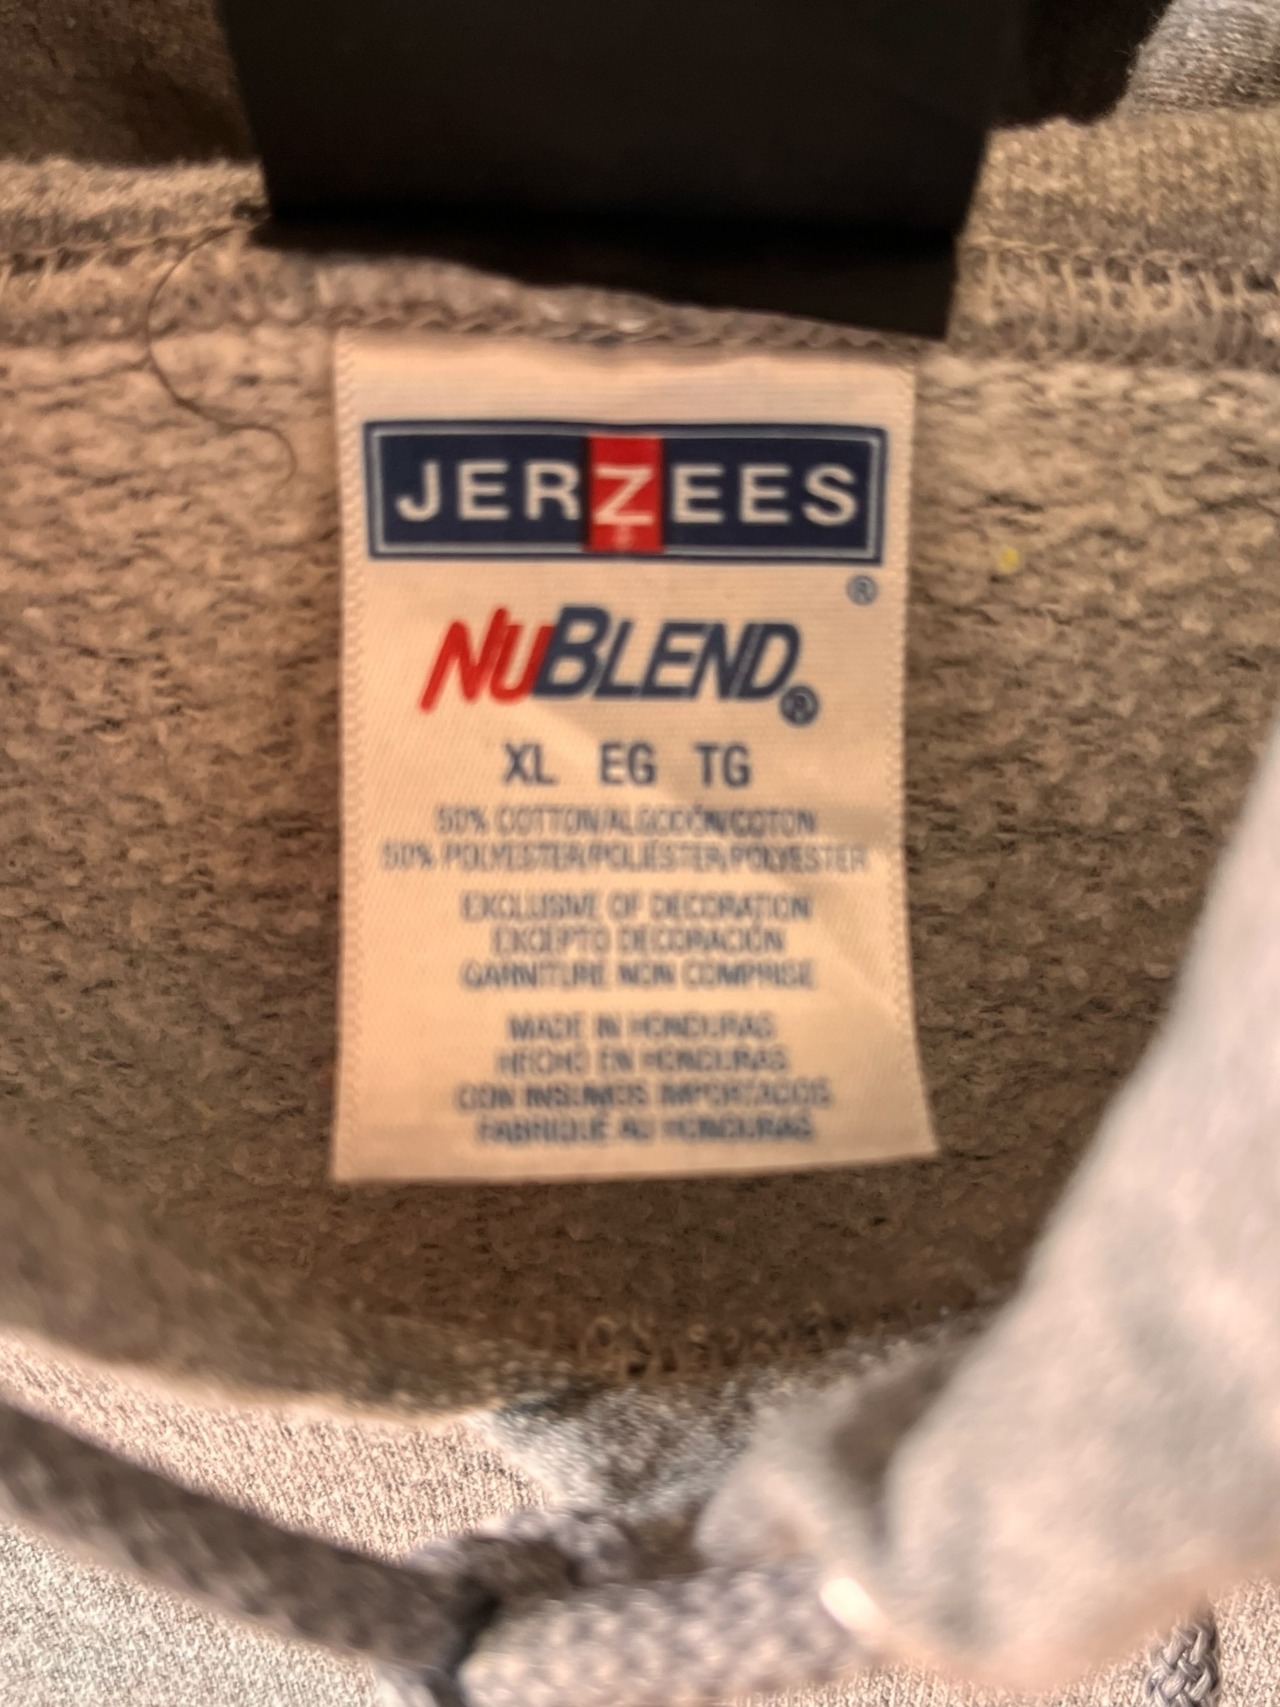 JERZEES
®
NUBLEND®
XL EG TG
50% COTTON/ALGODÓN/COTON
50% POLYESTER/POLIÉSTER/POLYESTER
EXCLUSIVE OF DECORATION
EXCEPTO DECORACIÓN
GARNITURE NON COMPRISE
MADE IN HONDURAS
HECHO EN HONDURAS
CON INSUMOS IMPORTADOS
FABRIQUÉ AU HONDURAS